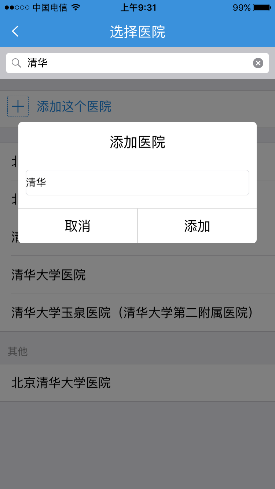 中国电信 上午9:31 99%
选择医院
清华
添加这个医院
添加医院
清华
取消 添加
清华大学医院
清华大学玉泉医院（清华大学第二附属医院）
其他
北京清华大学医院